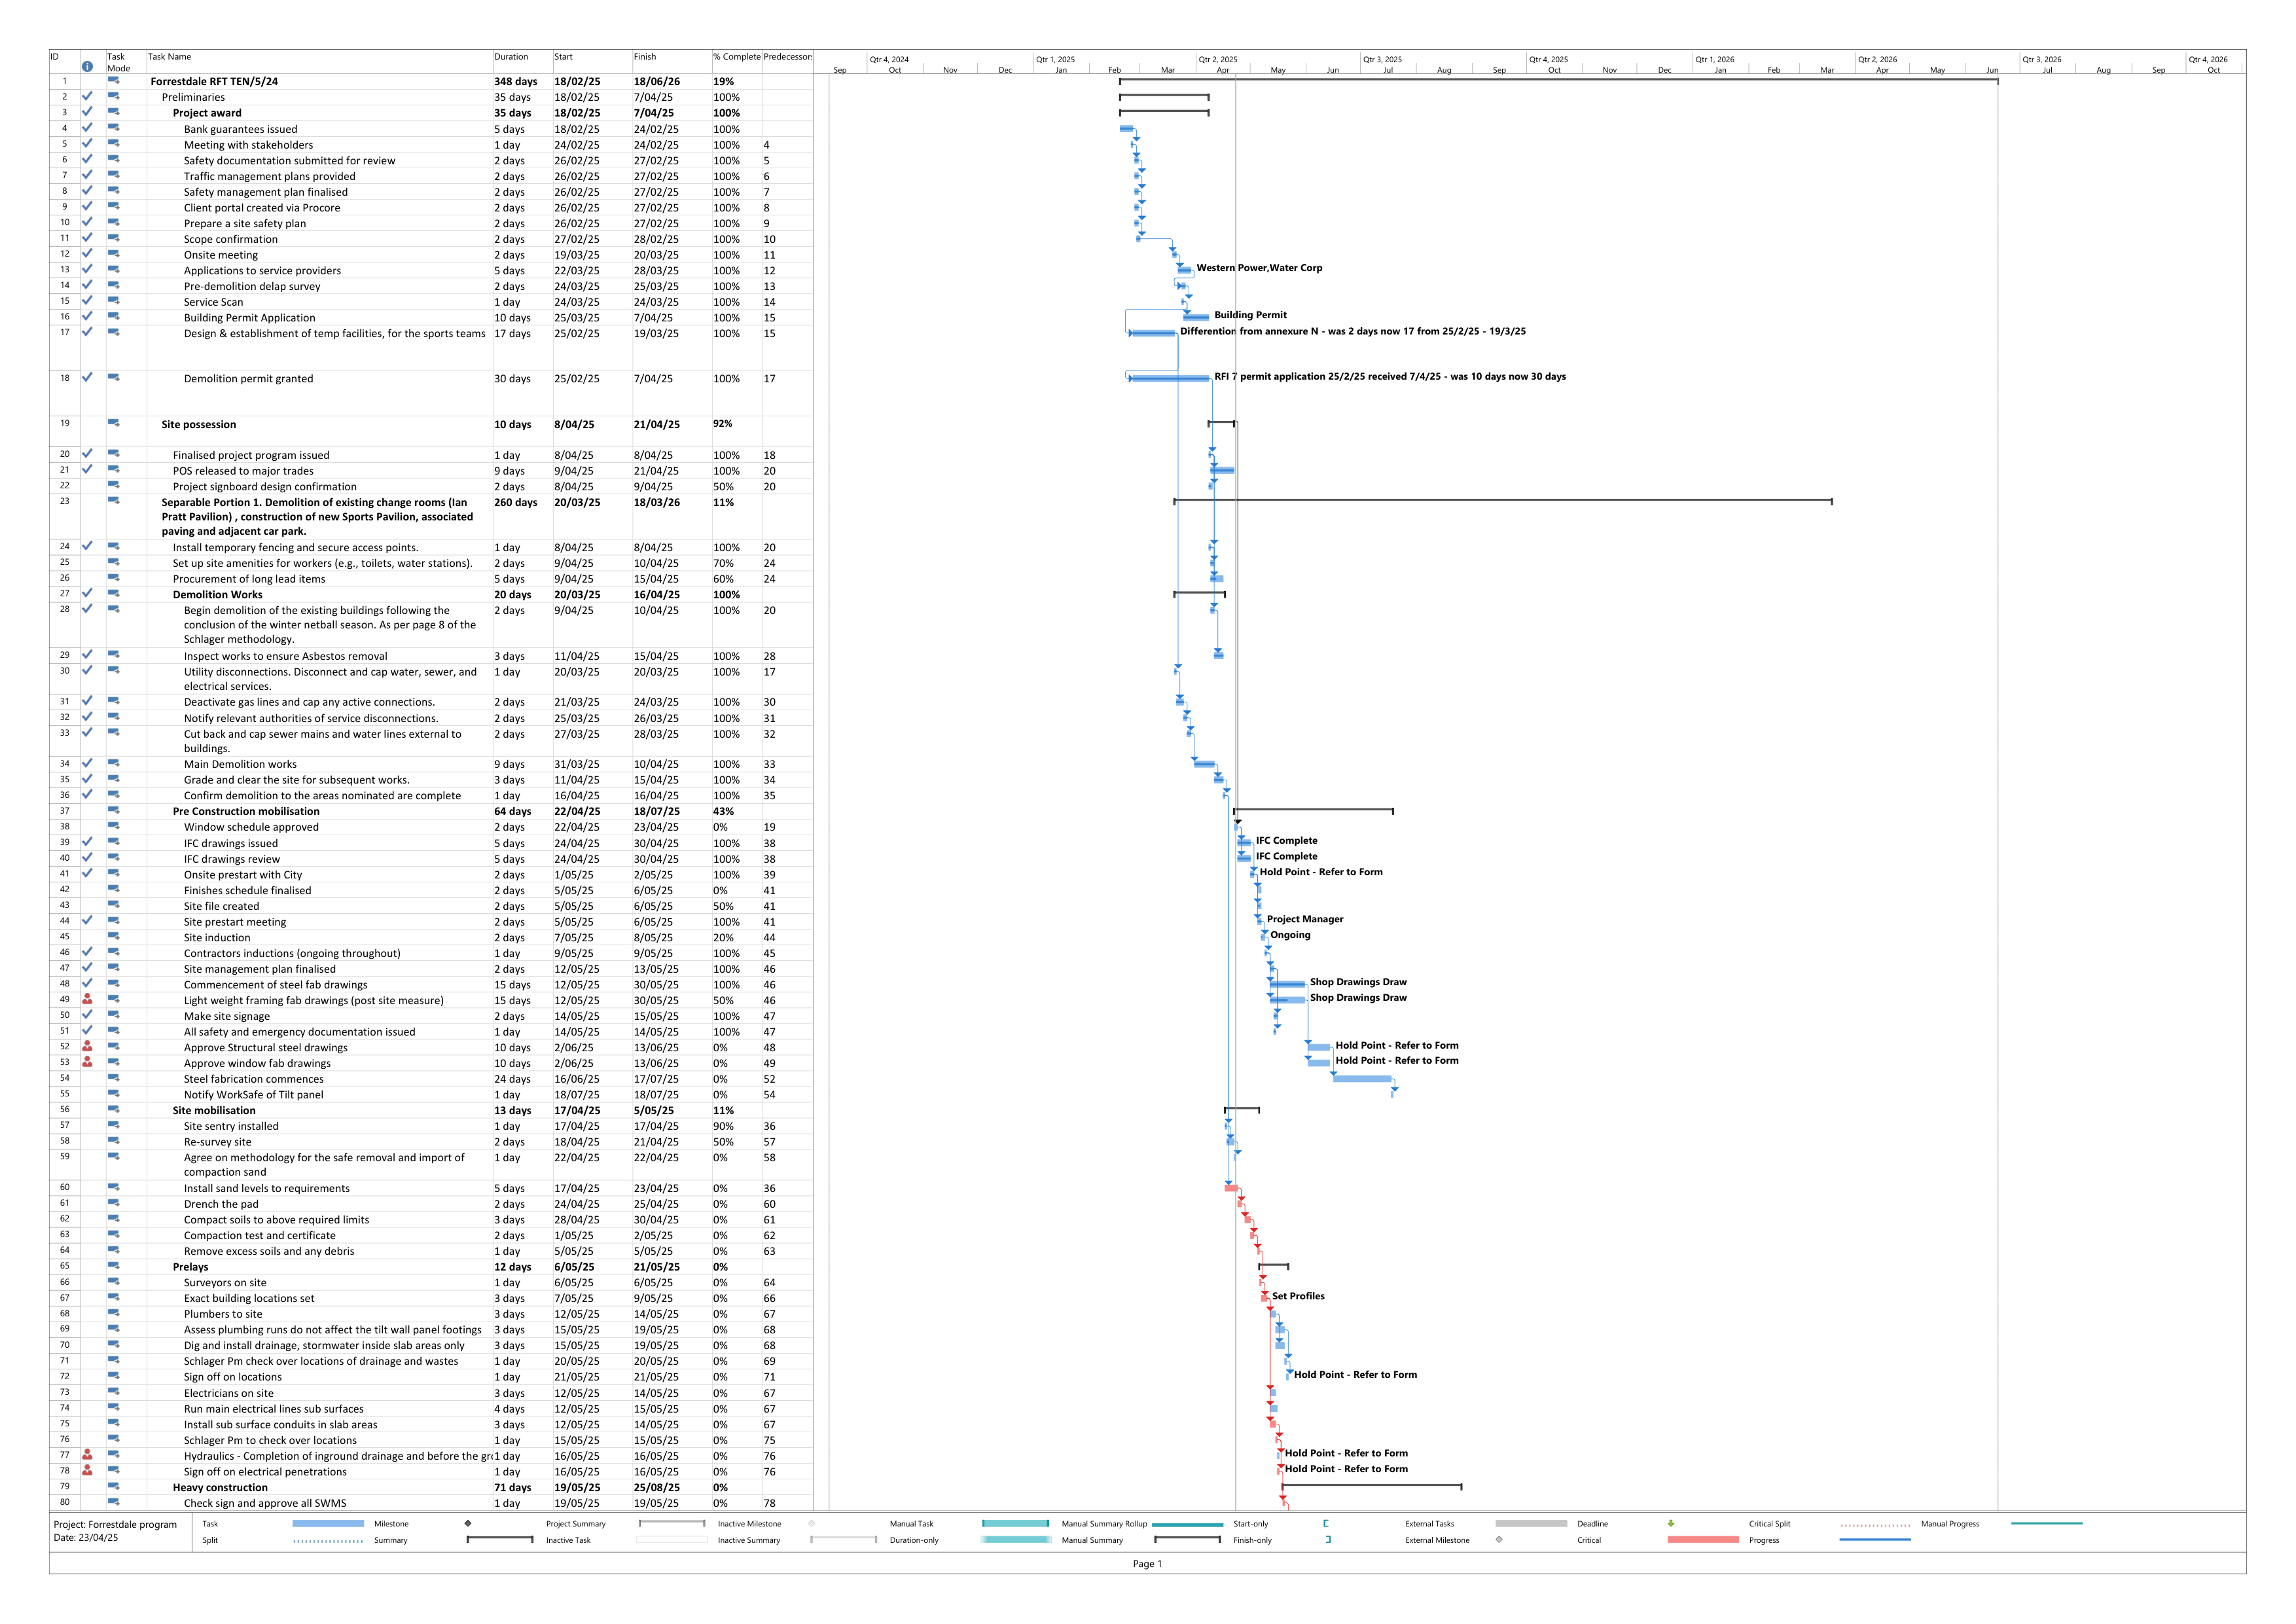 ID Task Mode Task Name Duration Start Finish % Complete Predecessors
Qtr 4, 2024 Qtr 1, 2025 Qtr 2, 2025 Qtr 3, 2025 Qtr 4, 2025 Qtr 1, 2026 Qtr 2, 2026 Qtr 3, 2026 Qtr 4, 2026
Sep Oct Nov Dec Jan Feb Mar Apr May Jun Jul Aug Sep Oct Nov Dec Jan Feb Mar Apr May Jun Jul Aug Sep Oct
1 Forrestdale RFT TEN/5/24 348 days 18/02/25 18/06/26 19%
2 Preliminaries 35 days 18/02/25 7/04/25 100%
3 Project award 35 days 18/02/25 7/04/25 100%
4 Bank guarantees issued 5 days 18/02/25 24/02/25 100%
5 Meeting with stakeholders 1 day 24/02/25 24/02/25 100% 4
6 Safety documentation submitted for review 2 days 26/02/25 27/02/25 100% 5
7 Traffic management plans provided 2 days 26/02/25 27/02/25 100% 6
8 Safety management plan finalised 2 days 26/02/25 27/02/25 100% 7
9 Client portal created via Procore 2 days 26/02/25 27/02/25 100% 8
10 Prepare a site safety plan 2 days 26/02/25 27/02/25 100% 9
11 Scope confirmation 2 days 27/02/25 28/02/25 100% 10
12 Onsite meeting 2 days 19/03/25 20/03/25 100% 11
13 Applications to service providers 5 days 22/03/25 28/03/25 100% 12 Western Power,Water Corp
14 Pre-demolition delap survey 2 days 24/03/25 25/03/25 100% 13
15 Service Scan 1 day 24/03/25 24/03/25 100% 14
16 Building Permit Application 10 days 25/03/25 7/04/25 100% 15 Building Permit
17 Design & establishment of temp facilities, for the sports teams 17 days 25/02/25 19/03/25 100% 15 Differention from annexure N - was 2 days now 17 from 25/2/25 - 19/3/25
18 Demolition permit granted 30 days 25/02/25 7/04/25 100% 17 RFI 7 permit application 25/2/25 received 7/4/25 - was 10 days now 30 days
19 Site possession 10 days 8/04/25 21/04/25 92%
20 Finalised project program issued 1 day 8/04/25 8/04/25 100% 18
21 POS released to major trades 9 days 9/04/25 21/04/25 100% 20
22 Project signboard design confirmation 2 days 8/04/25 9/04/25 50% 20
23 Separable Portion 1. Demolition of existing change rooms (Ian 260 days 20/03/25 18/03/26 11%
Pratt Pavilion) , construction of new Sports Pavilion, associated
paving and adjacent car park.
24 Install temporary fencing and secure access points. 1 day 8/04/25 8/04/25 100% 20
25 Set up site amenities for workers (e.g., toilets, water stations). 2 days 9/04/25 10/04/25 70% 24
26 Procurement of long lead items 5 days 9/04/25 15/04/25 60% 24
27 Demolition Works 20 days 20/03/25 16/04/25 100%
28 Begin demolition of the existing buildings following the 2 days 9/04/25 10/04/25 100% 20
conclusion of the winter netball season. As per page 8 of the
Schlager methodology.
29 Inspect works to ensure Asbestos removal 3 days 11/04/25 15/04/25 100% 28
30 Utility disconnections. Disconnect and cap water, sewer, and 1 day 20/03/25 20/03/25 100% 17
electrical services.
31 Deactivate gas lines and cap any active connections. 2 days 21/03/25 24/03/25 100% 30
32 Notify relevant authorities of service disconnections. 2 days 25/03/25 26/03/25 100% 31
33 Cut back and cap sewer mains and water lines external to 2 days 27/03/25 28/03/25 100% 32
buildings.
34 Main Demolition works 9 days 31/03/25 10/04/25 100% 33
35 Grade and clear the site for subsequent works. 3 days 11/04/25 15/04/25 100% 34
36 Confirm demolition to the areas nominated are complete 1 day 16/04/25 16/04/25 100% 35
37 Pre Construction mobilisation 64 days 22/04/25 18/07/25 43%
38 Window schedule approved 2 days 22/04/25 23/04/25 0% 19
39 IFC drawings issued 5 days 24/04/25 30/04/25 100% 38 IFC Complete
40 IFC drawings review 5 days 24/04/25 30/04/25 100% 38 IFC Complete
41 Onsite prestart with City 2 days 1/05/25 2/05/25 100% 39 Hold Point - Refer to Form
42 Finishes schedule finalised 2 days 5/05/25 6/05/25 0% 41
43 Site file created 2 days 5/05/25 6/05/25 50% 41
44 Site prestart meeting 2 days 5/05/25 6/05/25 100% 41 Project Manager
45 Site induction 2 days 7/05/25 8/05/25 20% 44 Ongoing
46 Contractors inductions (ongoing throughout) 1 day 9/05/25 9/05/25 100% 45
47 Site management plan finalised 2 days 12/05/25 13/05/25 100% 46
48 Commencement of steel fab drawings 15 days 12/05/25 30/05/25 100% 46 Shop Drawings Draw
49 Light weight framing fab drawings (post site measure) 15 days 12/05/25 30/05/25 50% 46 Shop Drawings Draw
50 Make site signage 2 days 14/05/25 15/05/25 100% 47
51 All safety and emergency documentation issued 1 day 14/05/25 14/05/25 100% 47
52 Approve Structural steel drawings 10 days 2/06/25 13/06/25 0% 48 Hold Point - Refer to Form
53 Approve window fab drawings 10 days 2/06/25 13/06/25 0% 49 Hold Point - Refer to Form
54 Steel fabrication commences 24 days 16/06/25 17/07/25 0% 52
55 Notify WorkSafe of Tilt panel 1 day 18/07/25 18/07/25 0% 54
56 Site mobilisation 13 days 17/04/25 5/05/25 11%
57 Site sentry installed 1 day 17/04/25 17/04/25 90% 36
58 Re-survey site 2 days 18/04/25 21/04/25 50% 57
59 Agree on methodology for the safe removal and import of 1 day 22/04/25 22/04/25 0% 58
compaction sand
60 Install sand levels to requirements 5 days 17/04/25 23/04/25 0% 36
61 Drench the pad 2 days 24/04/25 25/04/25 0% 60
62 Compact soils to above required limits 3 days 28/04/25 30/04/25 0% 61
63 Compaction test and certificate 2 days 1/05/25 2/05/25 0% 62
64 Remove excess soils and any debris 1 day 5/05/25 5/05/25 0% 63
65 Prelays 12 days 6/05/25 21/05/25 0%
66 Surveyors on site 1 day 6/05/25 6/05/25 0% 64
67 Exact building locations set 3 days 7/05/25 9/05/25 0% 66 Set Profiles
68 Plumbers to site 3 days 12/05/25 14/05/25 0% 67
69 Assess plumbing runs do not affect the tilt wall panel footings 3 days 15/05/25 19/05/25 0% 68
70 Dig and install drainage, stormwater inside slab areas only 3 days 15/05/25 19/05/25 0% 68
71 Schlager Pm check over locations of drainage and wastes 1 day 20/05/25 20/05/25 0% 69
72 Sign off on locations 1 day 21/05/25 21/05/25 0% 71 Hold Point - Refer to Form
73 Electricians on site 3 days 12/05/25 14/05/25 0% 67
74 Run main electrical lines sub surfaces 4 days 12/05/25 15/05/25 0% 67
75 Install sub surface conduits in slab areas 3 days 12/05/25 14/05/25 0% 67
76 Schlager Pm to check over locations 1 day 15/05/25 15/05/25 0% 75
77 Hydraulics - Completion of inground drainage and before the gr 1 day 16/05/25 16/05/25 0% 76 Hold Point - Refer to Form
78 Sign off on electrical penetrations 1 day 16/05/25 16/05/25 0% 76 Hold Point - Refer to Form
79 Heavy construction 71 days 19/05/25 25/08/25 0%
80 Check sign and approve all SWMS 1 day 19/05/25 19/05/25 0% 78
Project: Forrestdale program
Date: 23/04/25
Task Milestone Project Summary Inactive Milestone Manual Task Manual Summary Rollup Start-only External Tasks Deadline Critical Split Manual Progress
Split Summary Inactive Task Inactive Summary Duration-only Manual Summary Finish-only External Milestone Critical Progress
Page 1